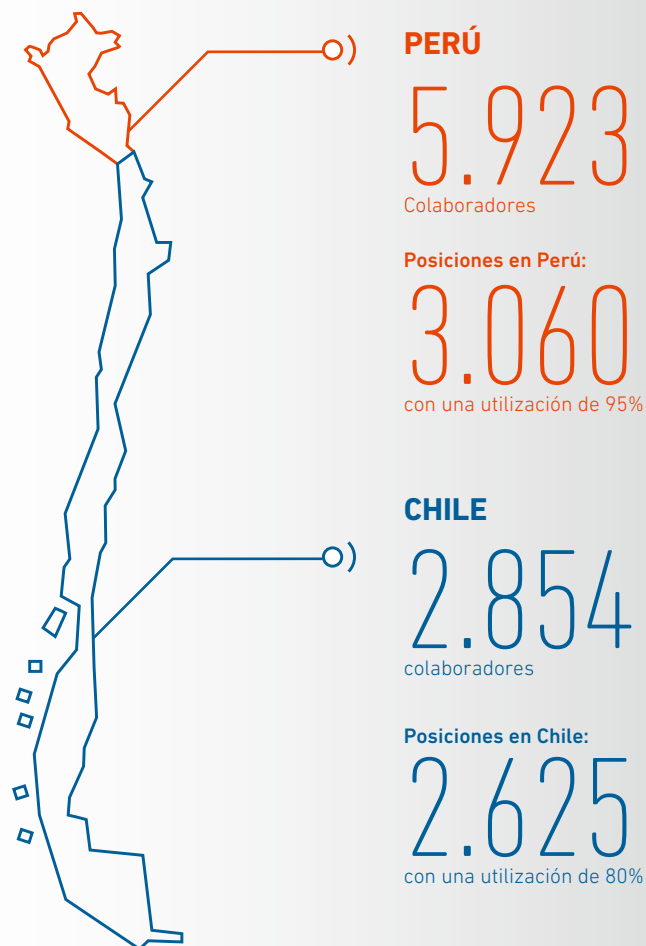 PERÚ
5.923
Colaboradores
Posiciones en Perú:
3.060
con una utilización de 95%
CHILE
2.854
colaboradores
Posiciones en Chile:
2.625
con una utilización de 80%